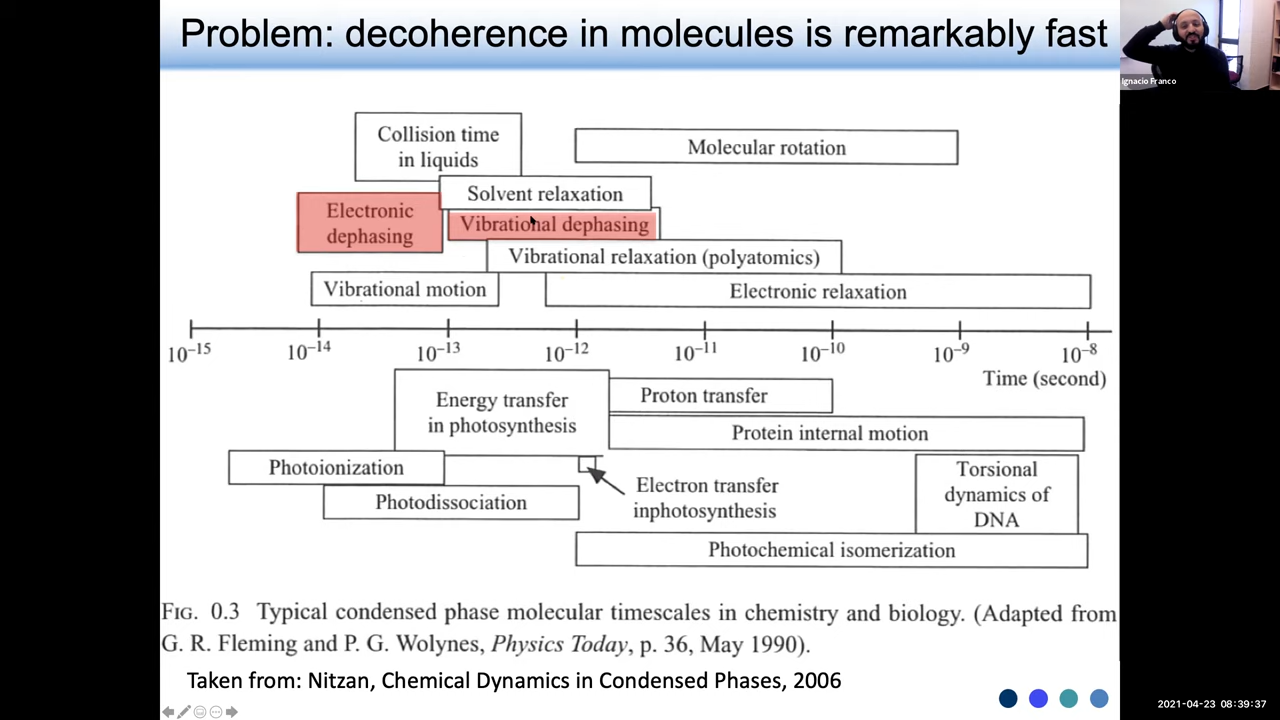 Problem: decoherence in molecules is remarkably fast
Ignacio Franco
Collision time
in liquids
Molecular rotation
Solvent relaxation
Electronic
dephasing
Vibrational dephasing
Vibrational relaxation (polyatomics)
Vibrational motion
Electronic relaxation
10⁻¹⁵
10⁻¹⁴
10⁻¹³
10⁻¹²
10⁻¹¹
10⁻¹⁰
10⁻⁹
10⁻⁸
Time (second)
Energy transfer
in photosynthesis
Proton transfer
Protein internal motion
Photoionization
Torsional
dynamics of
DNA
Electron transfer
inphotosynthesis
Photodissociation
Photochemical isomerization
FIG. 0.3 Typical condensed phase molecular timescales in chemistry and biology. (Adapted from
G. R. Fleming and P. G. Wolynes, Physics Today, p. 36, May 1990).
Taken from: Nitzan, Chemical Dynamics in Condensed Phases, 2006
2021-04-23 08:39:37